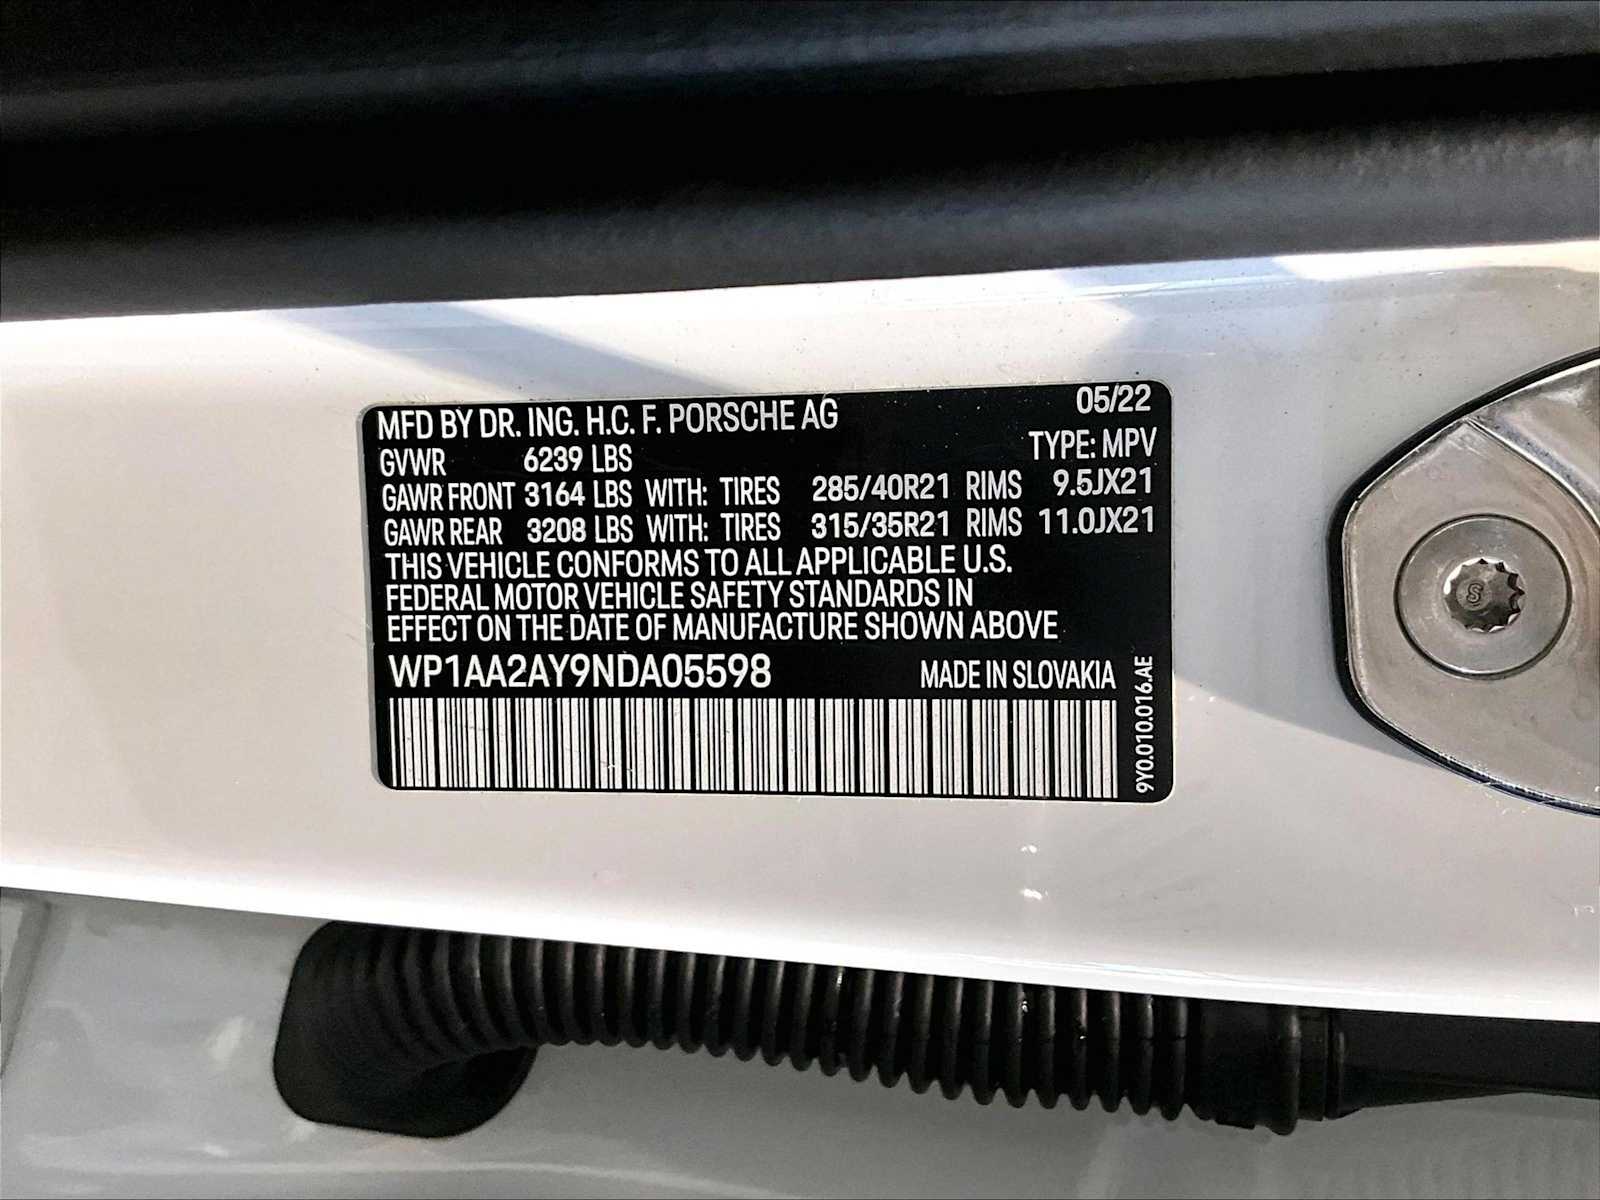 MFD BY DR. ING. H.C. F. PORSCHE AG 05/22
GVWR 6239 LBS TYPE: MPV
GAWR FRONT 3164 LBS WITH: TIRES 285/40R21 RIMS 9.5JX21
GAWR REAR 3208 LBS WITH: TIRES 315/35R21 RIMS 11.0JX21
THIS VEHICLE CONFORMS TO ALL APPLICABLE U.S.
FEDERAL MOTOR VEHICLE SAFETY STANDARDS IN
EFFECT ON THE DATE OF MANUFACTURE SHOWN ABOVE
WP1AA2AY9NDA05598 MADE IN SLOVAKIA
9Y0.010.016.AE
S